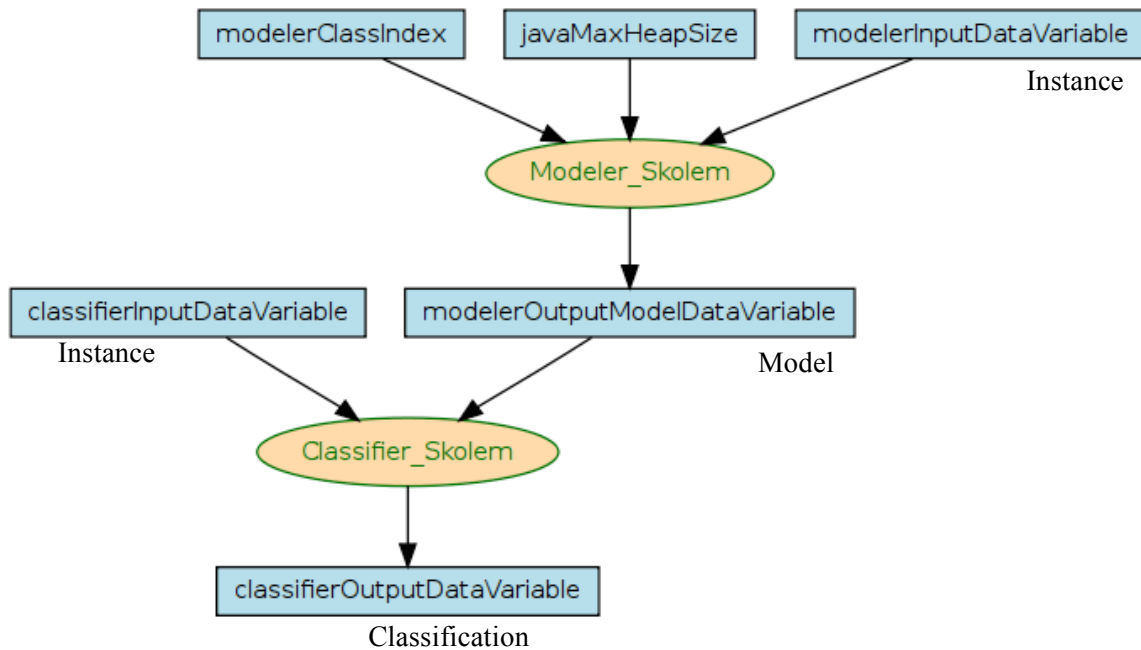 modelerClassIndex
javaMaxHeapSize
modelerInputDataVariable
Instance
Modeler_Skolem
classifierInputDataVariable
modelerOutputModelDataVariable
Instance
Model
Classifier_Skolem
classifierOutputDataVariable
Classification